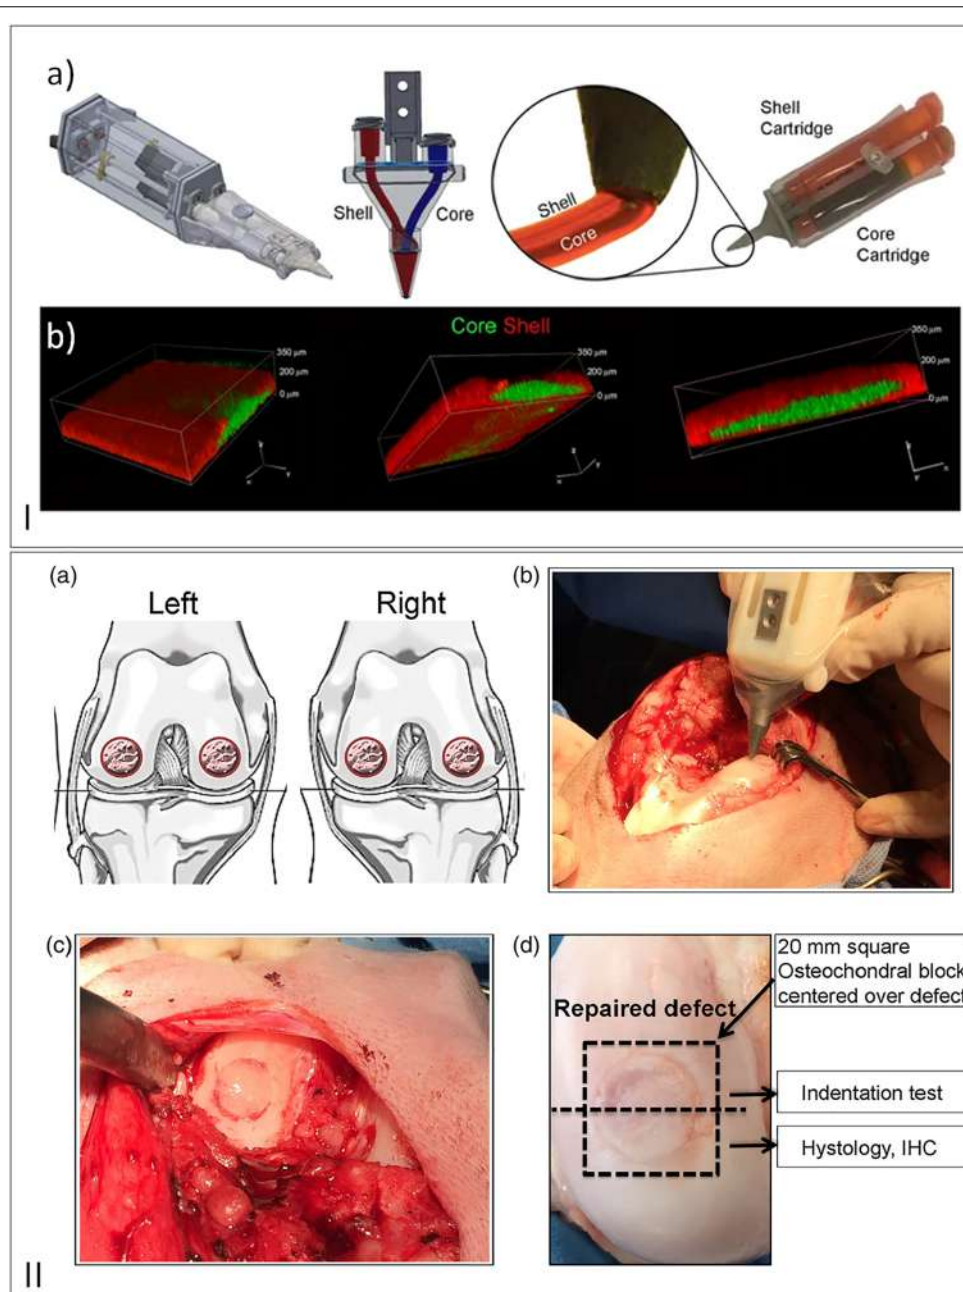 a)
Shell
Core
Shell
Core
Shell
Cartridge
Core
Cartridge
b)
Core Shell
350 μm
200 μm
0 μm
350 μm
200 μm
0 μm
350 μm
200 μm
0 μm
I
(a)
Left
Right
(b)
(c)
(d)
20 mm square
Osteochondral block
centered over defect
Repaired defect
Indentation test
Hystology, IHC
II